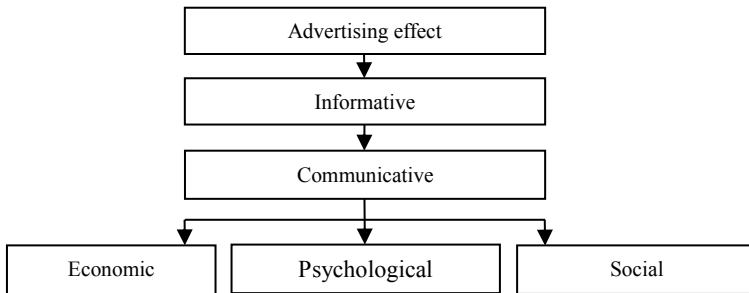 Advertising effect
Informative
Communicative
Economic
Psychological
Social